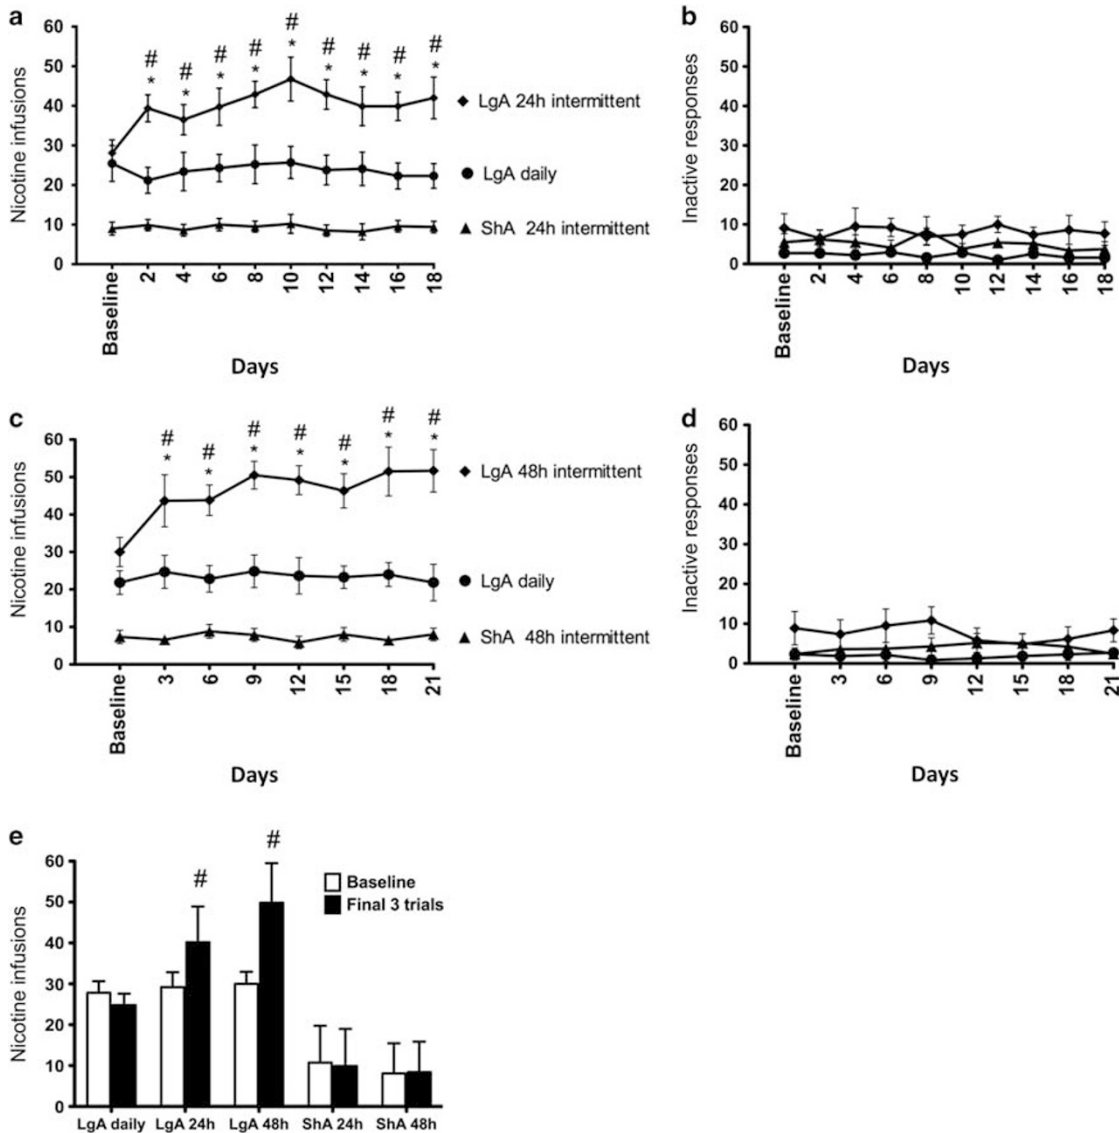 a
Nicotine infusions
60
50
40
30
20
10
0
# # # # # # # # #
* * * * * * * * *
LgA 24h intermittent
LgA daily
ShA 24h intermittent
Baseline 2 4 6 8 10 12 14 16 18
Days
b
Inactive responses
60
50
40
30
20
10
0
Baseline 2 4 6 8 10 12 14 16 18
Days
c
Nicotine infusions
60
50
40
30
20
10
0
# # # # # #
* * * * * * *
LgA 48h intermittent
LgA daily
ShA 48h intermittent
Baseline 3 6 9 12 15 18 21
Days
d
Inactive responses
60
50
40
30
20
10
0
Baseline 3 6 9 12 15 18 21
Days
e
Nicotine infusions
60
50
40
30
20
10
0
# #
Baseline
Final 3 trials
LgA daily LgA 24h LgA 48h ShA 24h ShA 48h